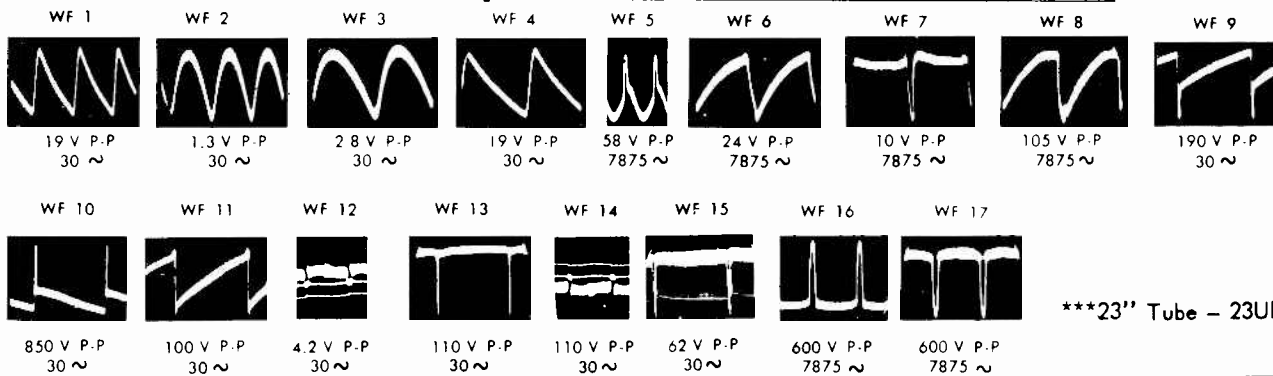 WF 1 WF 2 WF 3 WF 4 WF 5 WF 6 WF 7 WF 8 WF 9
19 V P-P 1.3 V P-P 2 8 V P-P 19 V P-P 58 V P-P 24 V P-P 10 V P-P 105 V P-P 190 V P-P
30 ~ 30 ~ 30 ~ 30 ~ 7875 ~ 7875 ~ 7875 ~ 7875 ~ 30 ~
WF 10 WF 11 WF 12 WF 13 WF 14 WF 15 WF 16 WF 17
***23" Tube – 23U
850 V P-P 100 V P-P 4.2 V P-P 110 V P-P 110 V P-P 62 V P-P 600 V P-P 600 V P-P
30 ~ 30 ~ 30 ~ 30 ~ 30 ~ 30 ~ 7875 ~ 7875 ~